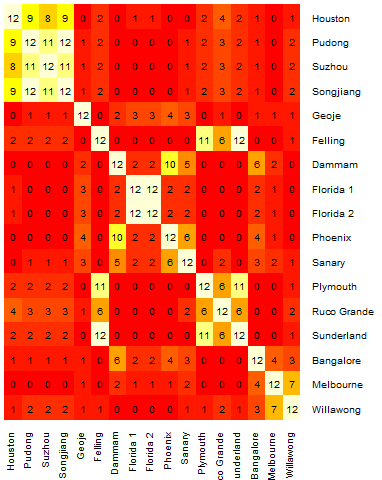 12 9 8 9 0 2 0 1 1 0 0 2 4 2 1 0 1 Houston
9 12 11 12 1 2 0 0 0 0 1 2 3 2 1 0 2 Pudong
8 11 12 11 1 2 0 0 0 0 1 2 3 2 1 0 2 Suzhou
9 12 11 12 1 2 0 0 0 0 1 2 3 2 1 0 2 Songjiang
0 1 1 1 12 0 2 3 3 4 3 0 1 0 1 1 1 Geoje
2 2 2 2 0 12 0 0 0 0 0 11 6 12 0 0 1 Felling
0 0 0 0 2 0 12 2 2 10 5 0 0 0 6 2 0 Dammam
1 0 0 0 3 0 2 12 12 2 2 0 0 0 2 1 0 Florida 1
1 0 0 0 3 0 2 12 12 2 2 0 0 0 2 1 0 Florida 2
0 0 0 0 4 0 10 2 2 12 6 0 0 0 4 1 0 Phoenix
0 1 1 1 3 0 5 2 2 6 12 0 2 0 3 2 1 Sanary
2 2 2 2 0 11 0 0 0 0 0 12 6 11 0 0 1 Plymouth
4 3 3 3 1 6 0 0 0 0 2 6 12 6 0 0 2 Ruco Grande
2 2 2 2 0 12 0 0 0 0 0 11 6 12 0 0 1 Sunderland
1 1 1 1 1 0 6 2 2 4 3 0 0 0 12 4 3 Bangalore
0 0 0 0 1 0 2 1 1 1 2 0 0 0 4 12 7 Melbourne
1 2 2 2 1 1 0 0 0 0 1 1 2 1 3 7 12 Willawong
Houston
Pudong
Suzhou
Songjiang
Geoje
Felling
Dammam
Florida 1
Florida 2
Phoenix
Sanary
Plymouth
co Grande
underland
Bangalore
Melbourne
Willawong